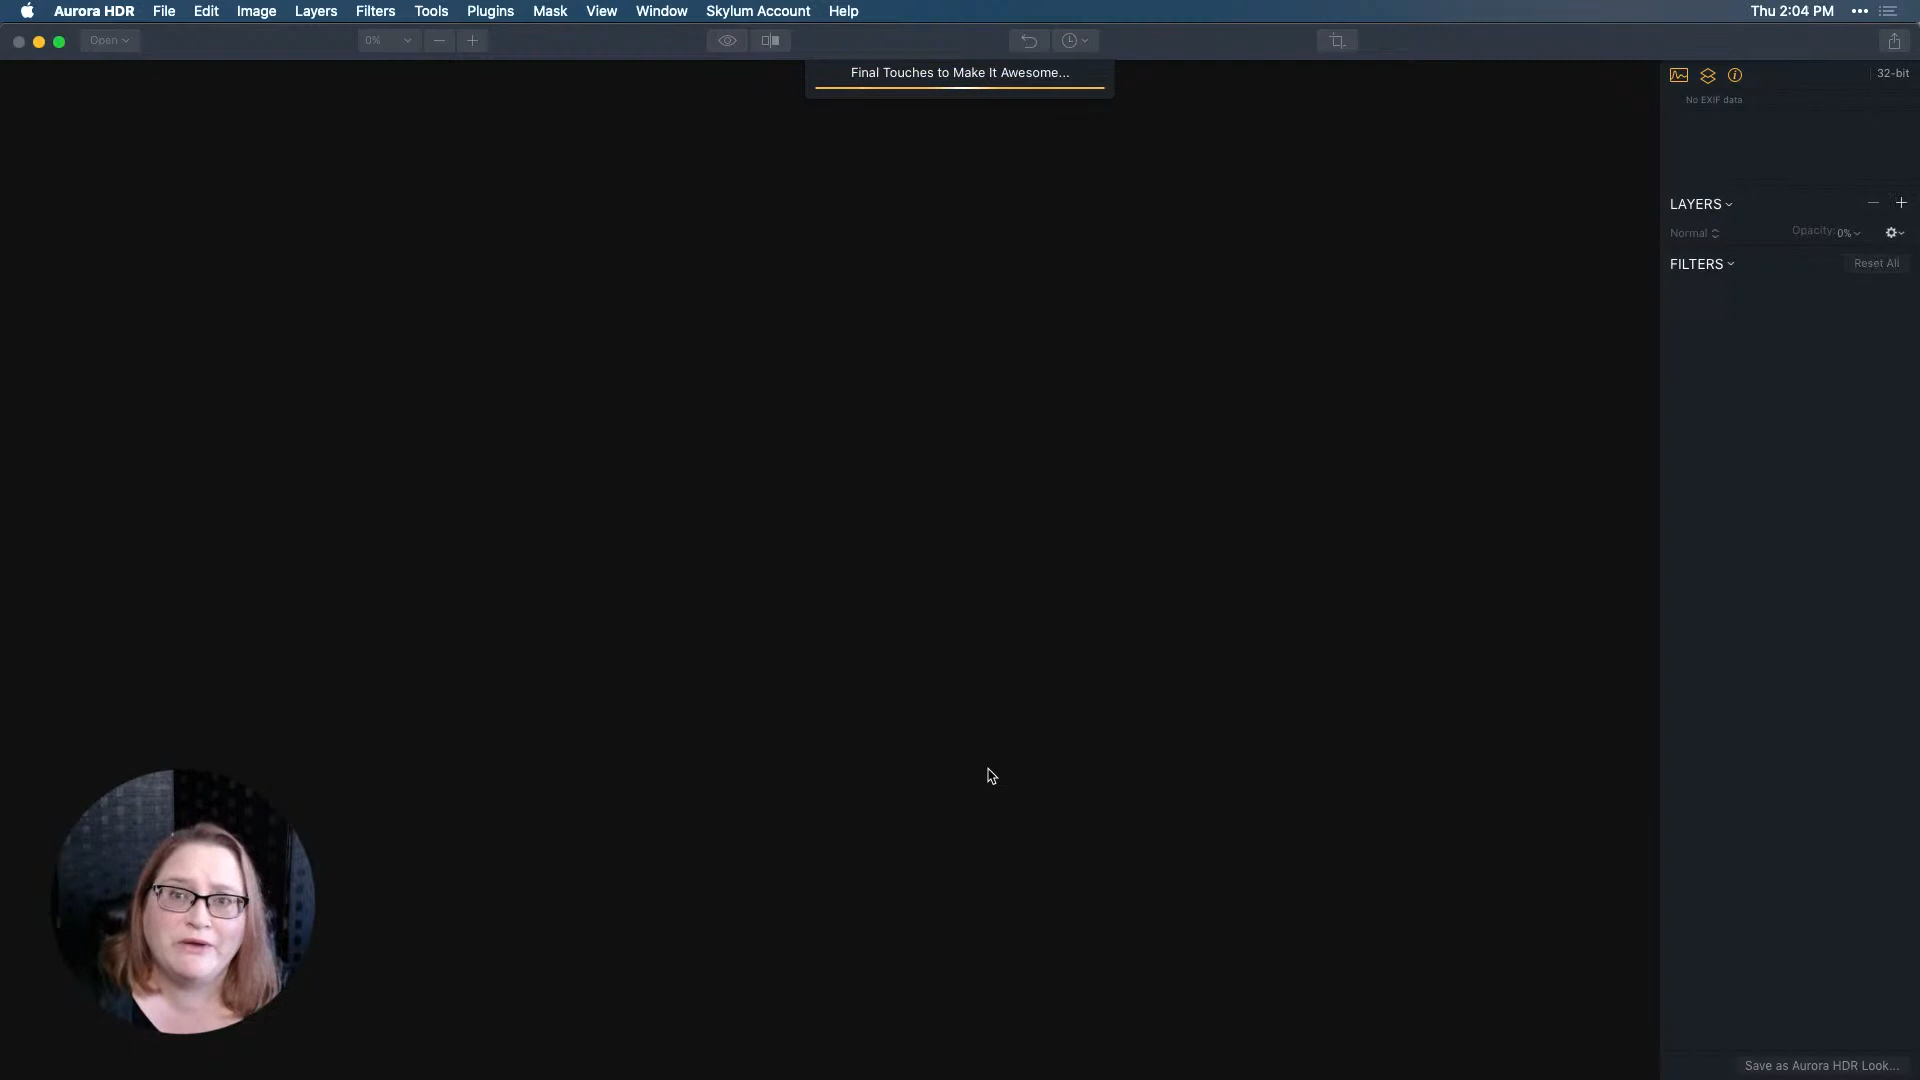 Aurora HDR File Edit Image Layers Filters Tools Plugins Mask View Window Skylum Account Help Thu 2:04 PM
Open 0%
Final Touches to Make It Awesome...
32-bit
No EXIF data
LAYERS
Normal Opacity: 0%
FILTERS Reset All
Save as Aurora HDR Look...